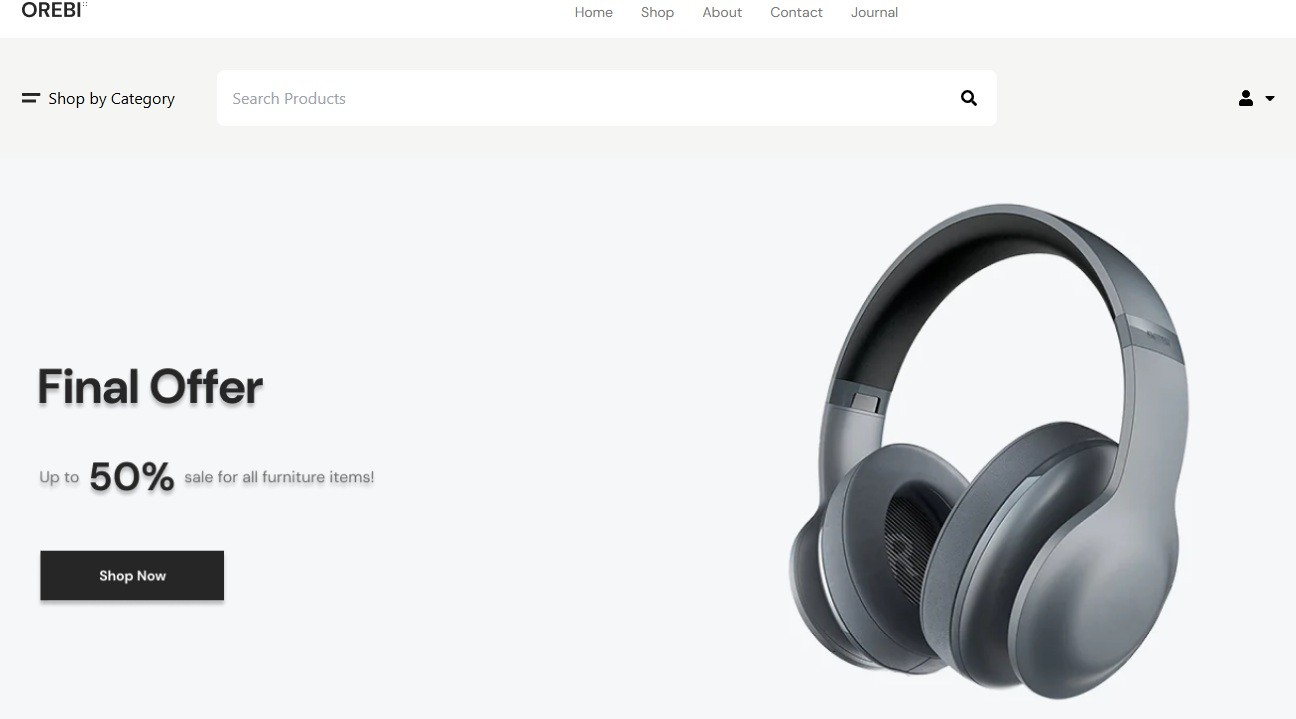 OREBI
Home Shop About Contact Journal
Shop by Category
Search Products
Final Offer
Up to 50% sale for all furniture items!
Shop Now